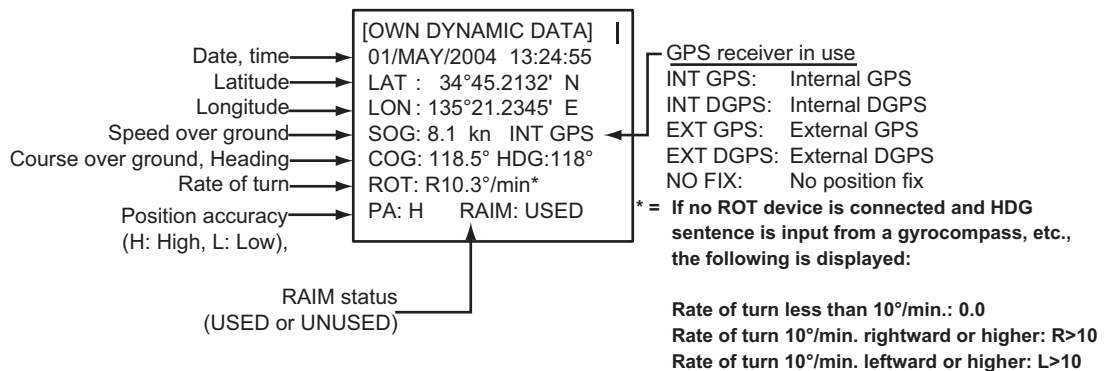 [OWN DYNAMIC DATA]
01/MAY/2004 13:24:55
LAT : 34°45.2132' N
LON : 135°21.2345' E
SOG: 8.1 kn INT GPS
COG: 118.5° HDG:118°
ROT: R10.3°/min*
PA: H RAIM: USED
Date, time
Latitude
Longitude
Speed over ground
Course over ground, Heading
Rate of turn
Position accuracy
(H: High, L: Low),
RAIM status
(USED or UNUSED)
GPS receiver in use
INT GPS: Internal GPS
INT DGPS: Internal DGPS
EXT GPS: External GPS
EXT DGPS: External DGPS
NO FIX: No position fix
* = If no ROT device is connected and HDG
sentence is input from a gyrocompass, etc.,
the following is displayed:
Rate of turn less than 10°/min.: 0.0
Rate of turn 10°/min. rightward or higher: R>10
Rate of turn 10°/min. leftward or higher: L>10